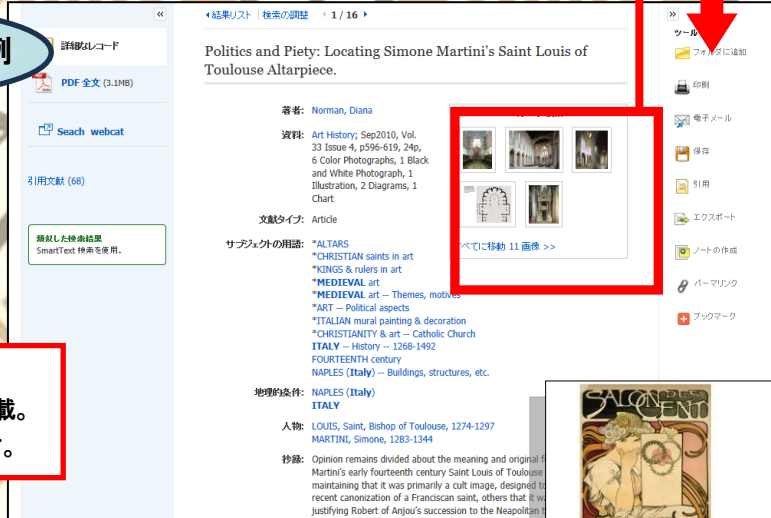 例
詳細なレコード
PDF 全文 (3.1MB)
Seach webcat
引用文献 (68)
類似した検索結果
SmartText 検索を使用。
載。
。
«
結果リスト 検索の調整 1 / 16
Politics and Piety: Locating Simone Martini's Saint Louis of
Toulouse Altarpiece.
著者: Norman, Diana
資料: Art History; Sep2010, Vol.
33 Issue 4, p596-619, 24p,
6 Color Photographs, 1 Black
and White Photograph, 1
Illustration, 2 Diagrams, 1
Chart
文献タイプ: Article
サブジェクトの用語: *ALTARS
*CHRISTIAN saints in art
*KINGS & rulers in art
*MEDIEVAL art
*MEDIEVAL art -- Themes, motives
*ART -- Political aspects
*ITALIAN mural painting & decoration
*CHRISTIANITY & art -- Catholic Church
ITALY -- History -- 1268-1492
FOURTEENTH century
NAPLES (Italy) -- Buildings, structures, etc.
地理的条件: NAPLES (Italy)
ITALY
人物: LOUIS, Saint, Bishop of Toulouse, 1274-1297
MARTINI, Simone, 1283-1344
抄録: Opinion remains divided about the meaning and original
Martini's early fourteenth century Saint Louis of Toulouse
maintaining that it was primarily a cult image, designed to
recent canonization of a Franciscan saint, others that it
justifying Robert of Anjou's succession to the Neapolitan
べてに移動 11 画像 >>
»
ツール
フォルダに追加
印刷
電子メール
保存
引用
エクスポート
ノートの作成
パーマリンク
ブックマーク
SALON DES
CENT